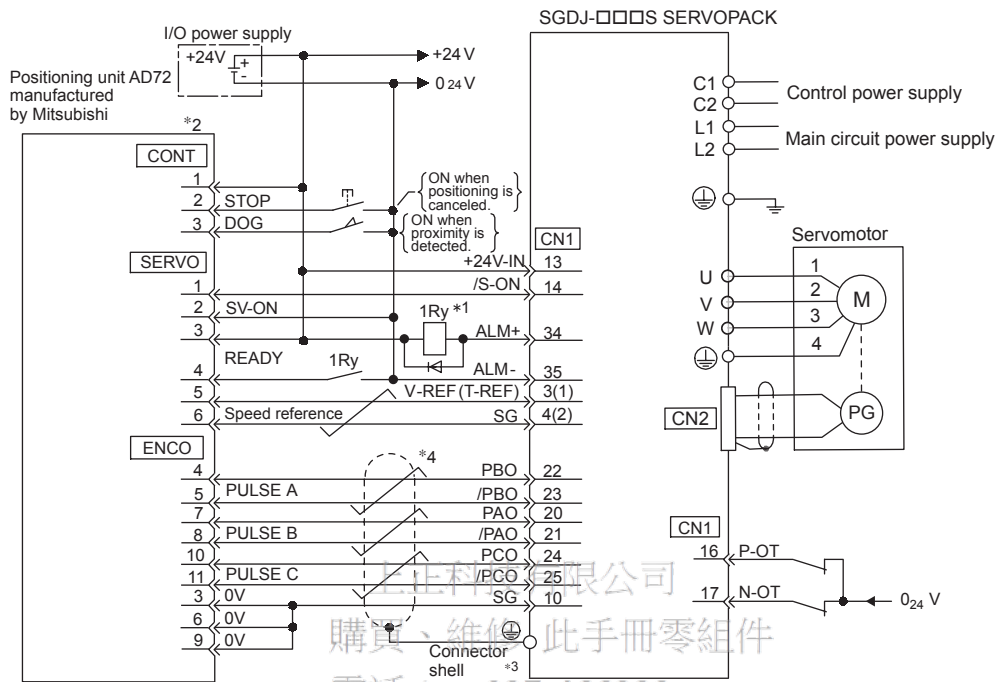 SGDJ-□□□S SERVOPACK
I/O power supply
+24V
+
-
+24 V
0 24 V
Positioning unit AD72
manufactured
by Mitsubishi
*2
CONT
1
2 STOP
3 DOG
ON when
positioning is
canceled.
ON when
proximity is
detected.
SERVO
1
2 SV-ON
3
READY
4
5
6 Speed reference
1Ry *1
1Ry
ENCO
4
5 PULSE A
7
8 PULSE B
10
11 PULSE C
3 0V
6 0V
9 0V
*4
CN1
+24V-IN 13
/S-ON 14
ALM+ 34
ALM- 35
V-REF (T-REF) 3(1)
SG 4(2)
PBO 22
/PBO 23
PAO 20
/PAO 21
PCO 24
/PCO 25
SG 10
Connector
shell
*3
C1
C2
Control power supply
L1
L2
Main circuit power supply
Servomotor
U 1
V 2
W 3
4
M
PG
CN2
CN1
16 P-OT
17 N-OT
024 V
上正科技有限公司
購買、維修 此手冊零組件